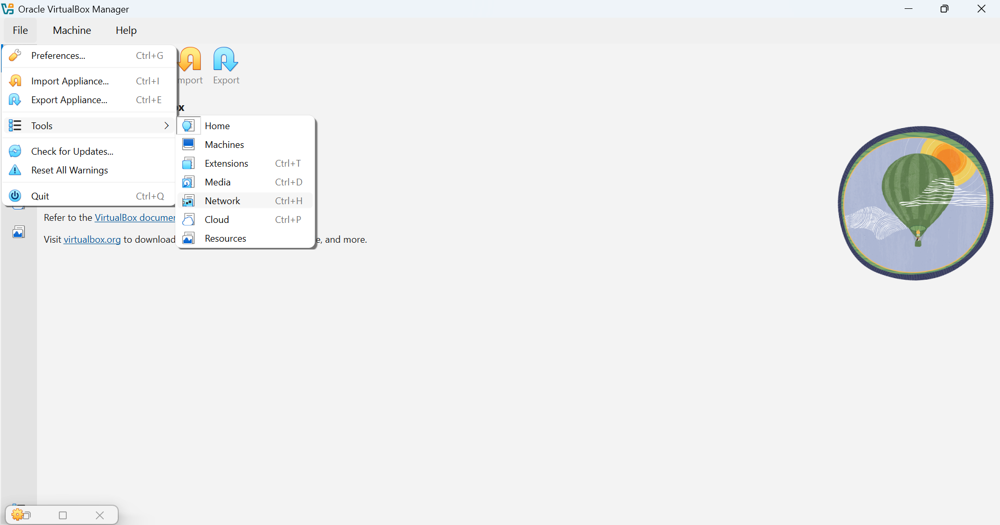 Oracle VirtualBox Manager
File Machine Help
Preferences... Ctrl+G
Import Appliance... Ctrl+I
Export Appliance... Ctrl+E
Tools
Check for Updates...
Reset All Warnings
Quit Ctrl+Q
mport Export
ox
Home
Machines
Extensions Ctrl+T
Media Ctrl+D
Network Ctrl+H
Cloud Ctrl+P
Resources
Refer to the VirtualBox documen
Visit virtualbox.org to download e, and more.